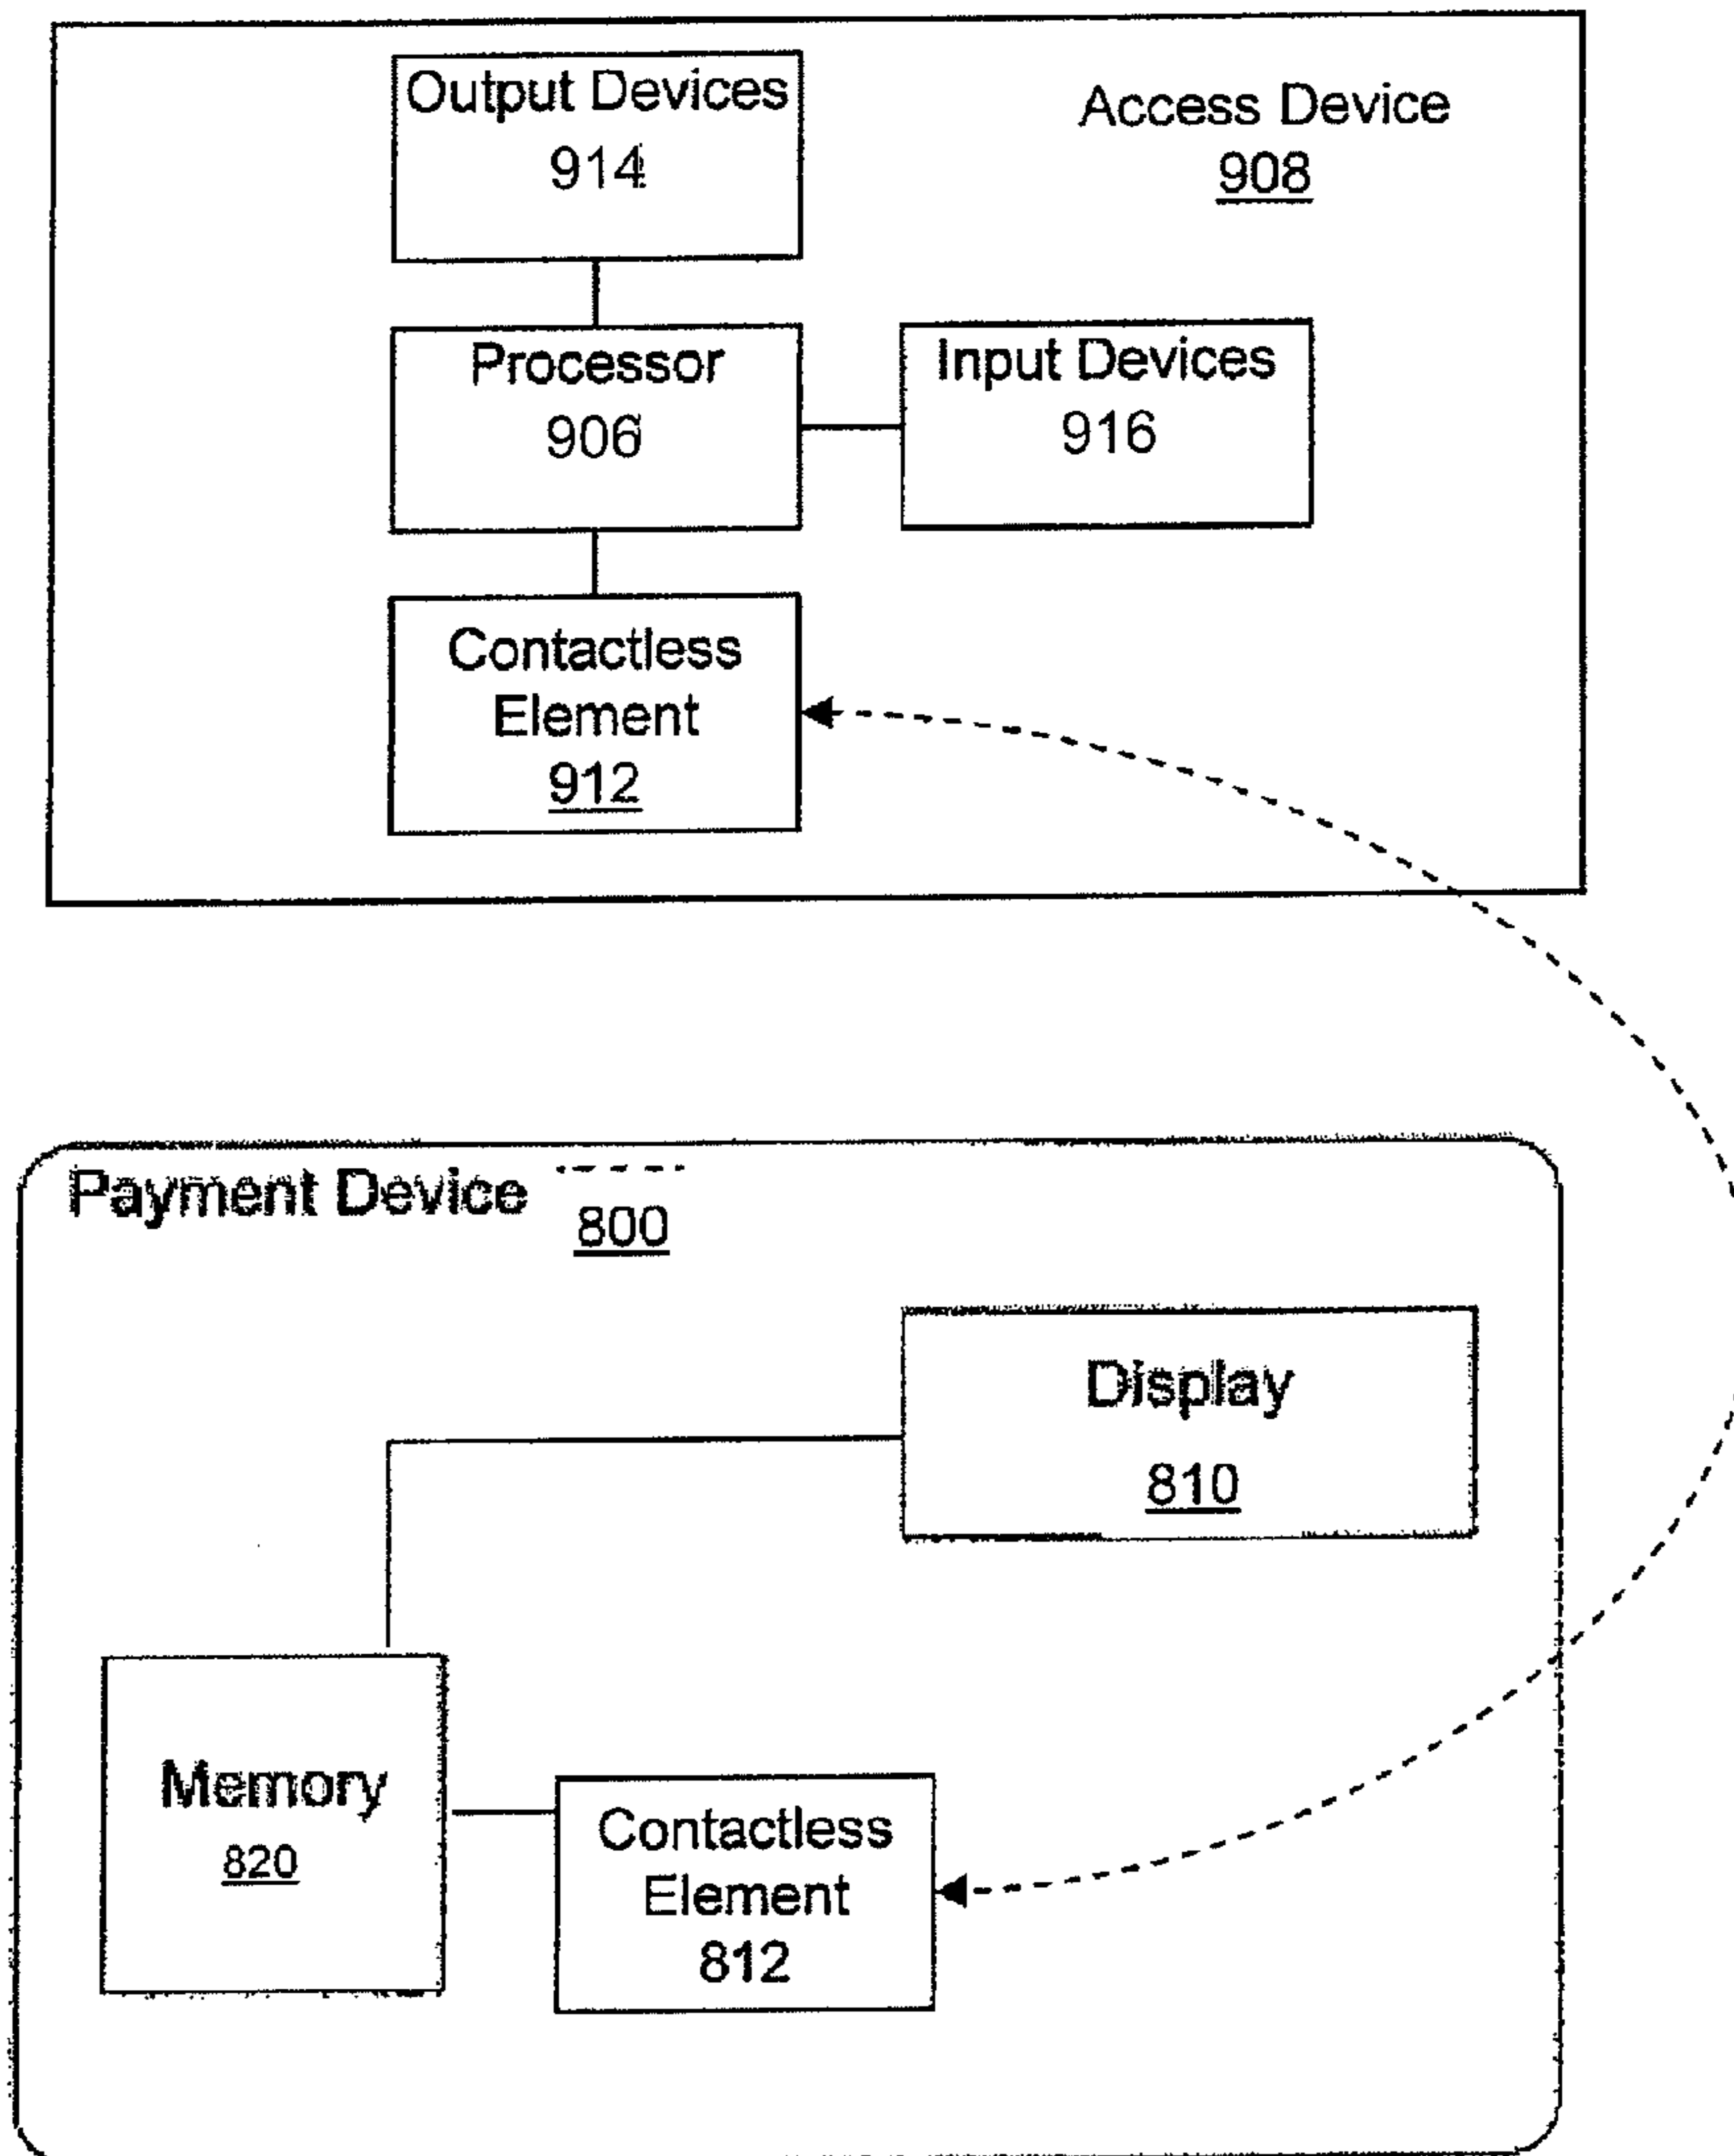 Output Devices
914
Access Device
908
Processor
906
Input Devices
916
Contactless
Element
912
Payment Device
800
Display
810
Memory
820
Contactless
Element
812